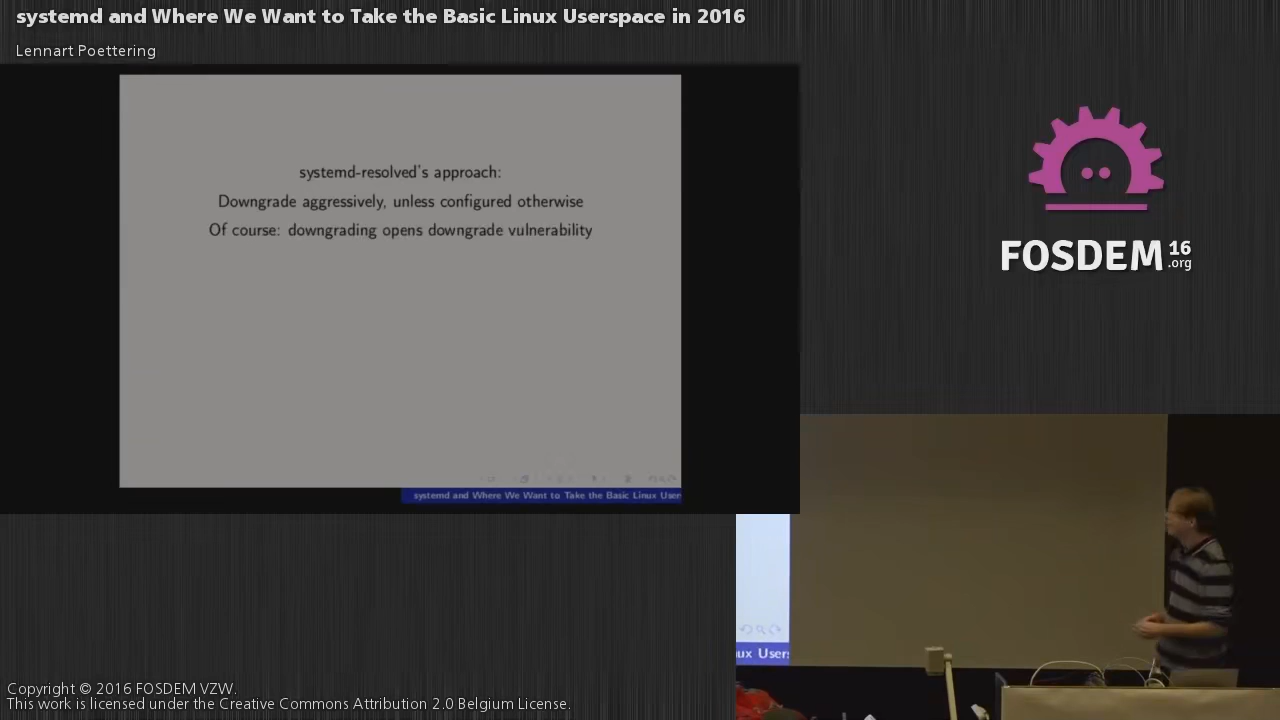 systemd and Where We Want to Take the Basic Linux Userspace in 2016
Lennart Poettering
systemd-resolved's approach:
Downgrade aggressively, unless configured otherwise
Of course: downgrading opens downgrade vulnerability
systemd and Where We Want to Take the Basic Linux User
FOSDEM 16
.org
nux User
Copyright © 2016 FOSDEM VZW.
This work is licensed under the Creative Commons Attribution 2.0 Belgium License.